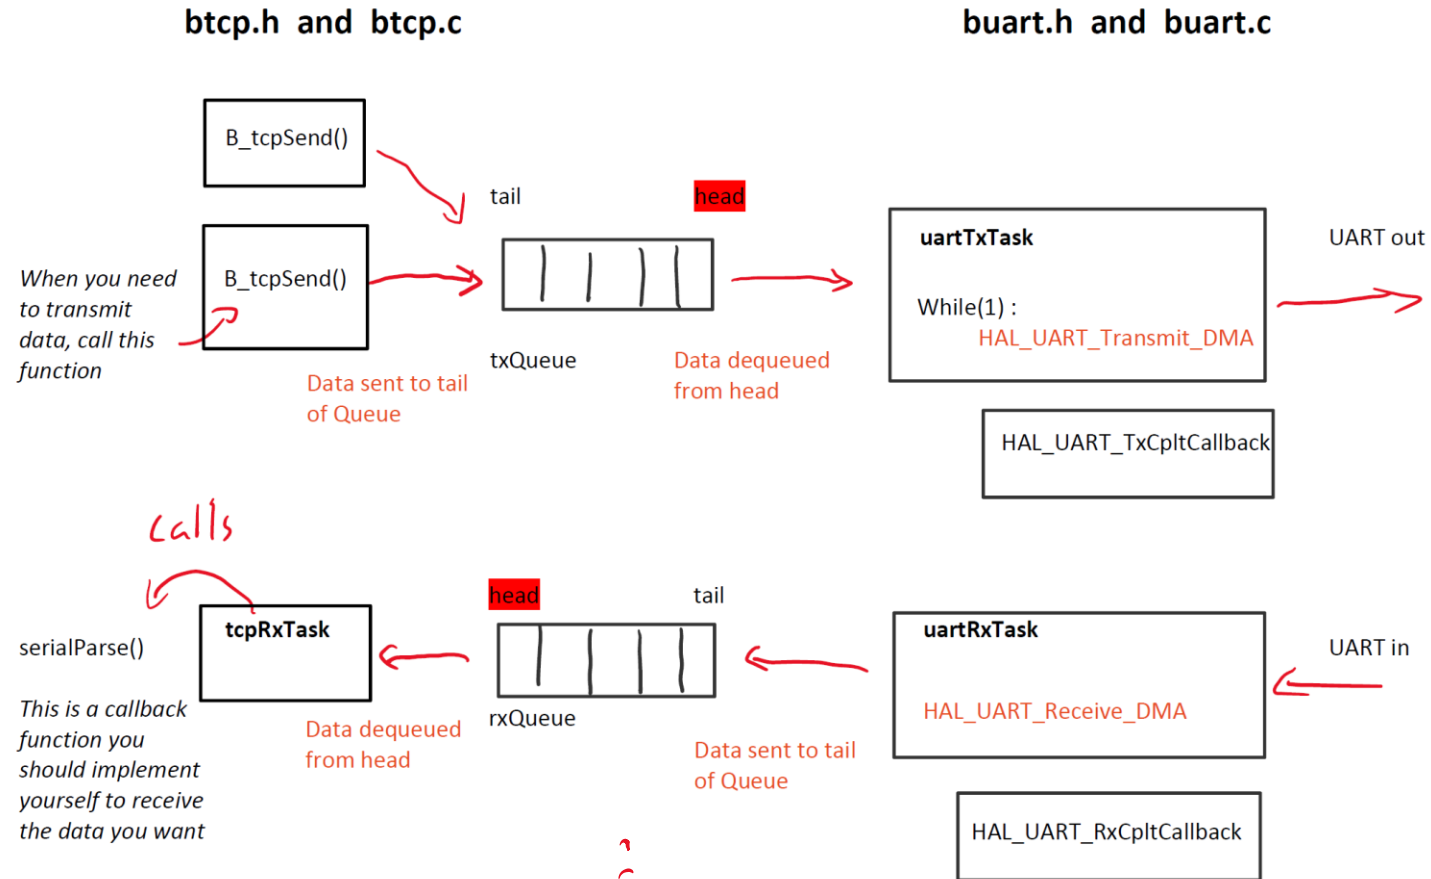 btcp.h and btcp.c
buart.h and buart.c
B_tcpSend()
tail
head
B_tcpSend()
When you need
to transmit
data, call this
function
txQueue
Data sent to tail
of Queue
Data dequeued
from head
uartTxTask
While(1) :
HAL_UART_Transmit_DMA
UART out
HAL_UART_TxCpltCallback
calls
serialParse()
This is a callback
function you
should implement
yourself to receive
the data you want
tcpRxTask
Data dequeued
from head
head
tail
rxQueue
Data sent to tail
of Queue
uartRxTask
HAL_UART_Receive_DMA
UART in
HAL_UART_RxCpltCallback